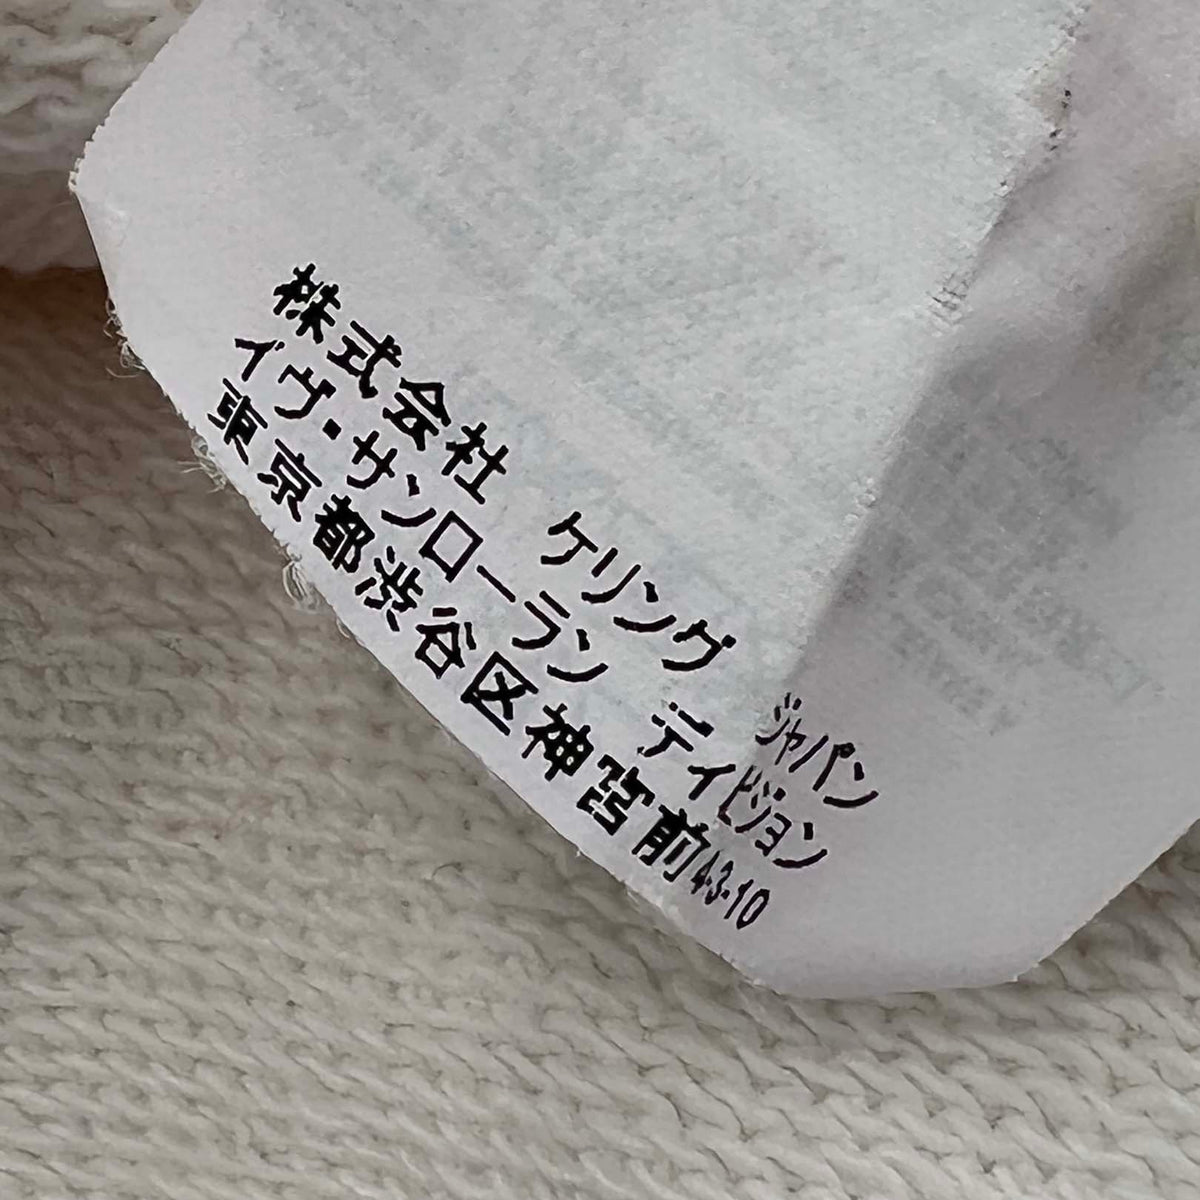 株式会社 ケリング ジャパン
イヴ・サンローラン ディビジョン
東京都渋谷区神宮前4-3-10